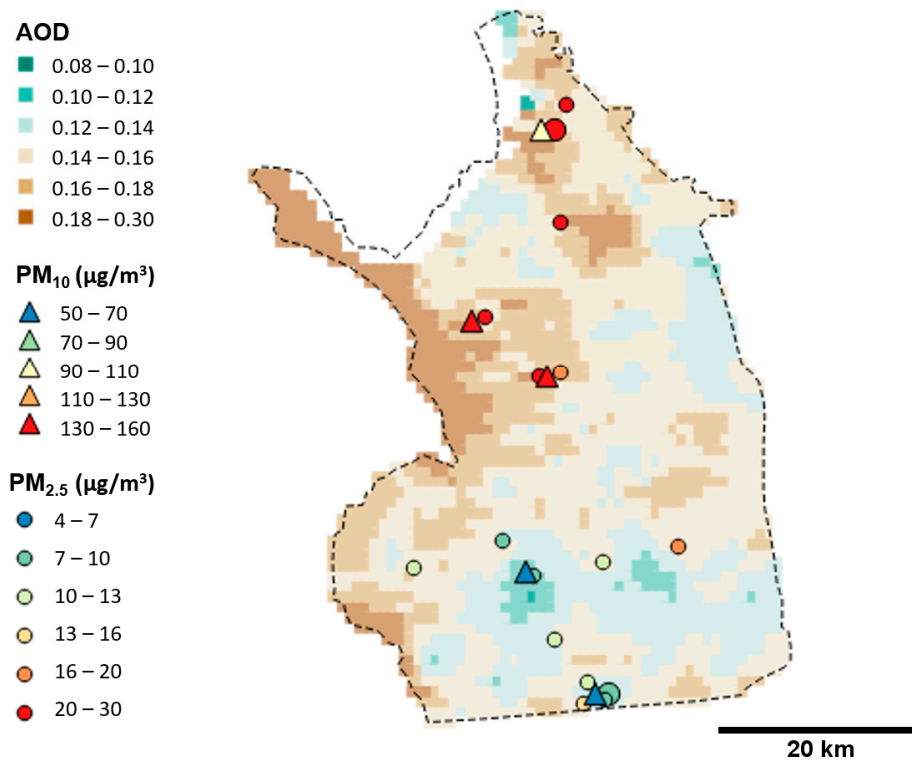 AOD
0.08 – 0.10
0.10 – 0.12
0.12 – 0.14
0.14 – 0.16
0.16 – 0.18
0.18 – 0.30
PM₁₀ (µg/m³)
50 – 70
70 – 90
90 – 110
110 – 130
130 – 160
PM₂.₅ (µg/m³)
4 – 7
7 – 10
10 – 13
13 – 16
16 – 20
20 – 30
20 km